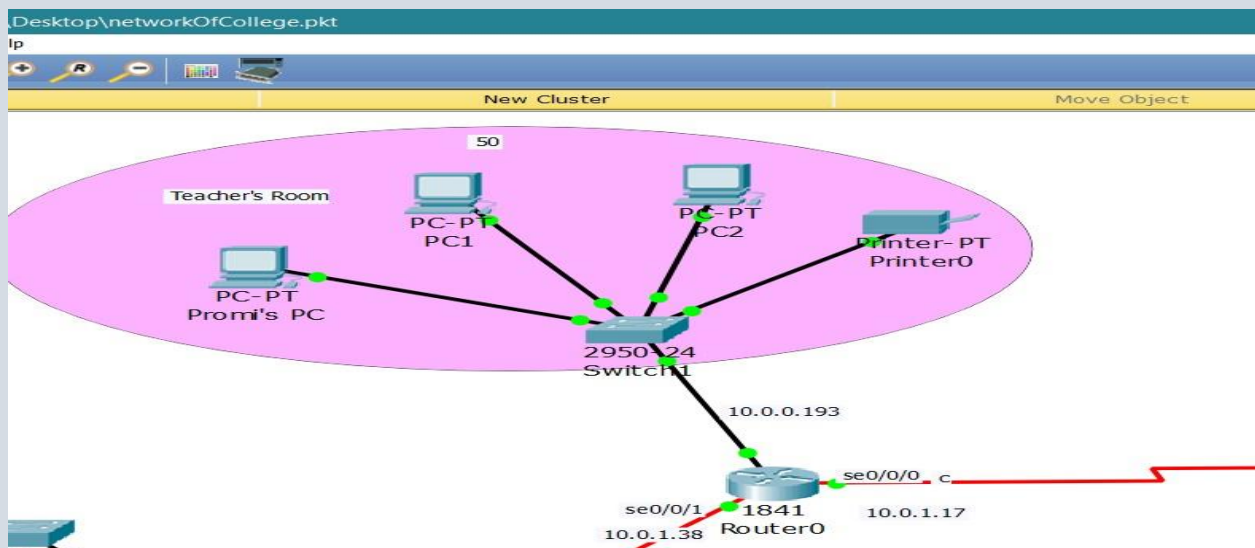 \Desktop\networkOfCollege.pkt
lp
R
New Cluster
Move Object
50
Teacher's Room
PC-PT
PC1
PC-PT
PC2
Printer-PT
Printer0
PC-PT
Promi's PC
2950-24
Switch1
10.0.0.193
se0/0/0 c
se0/0/1
1841
10.0.1.17
10.0.1.38
Router0